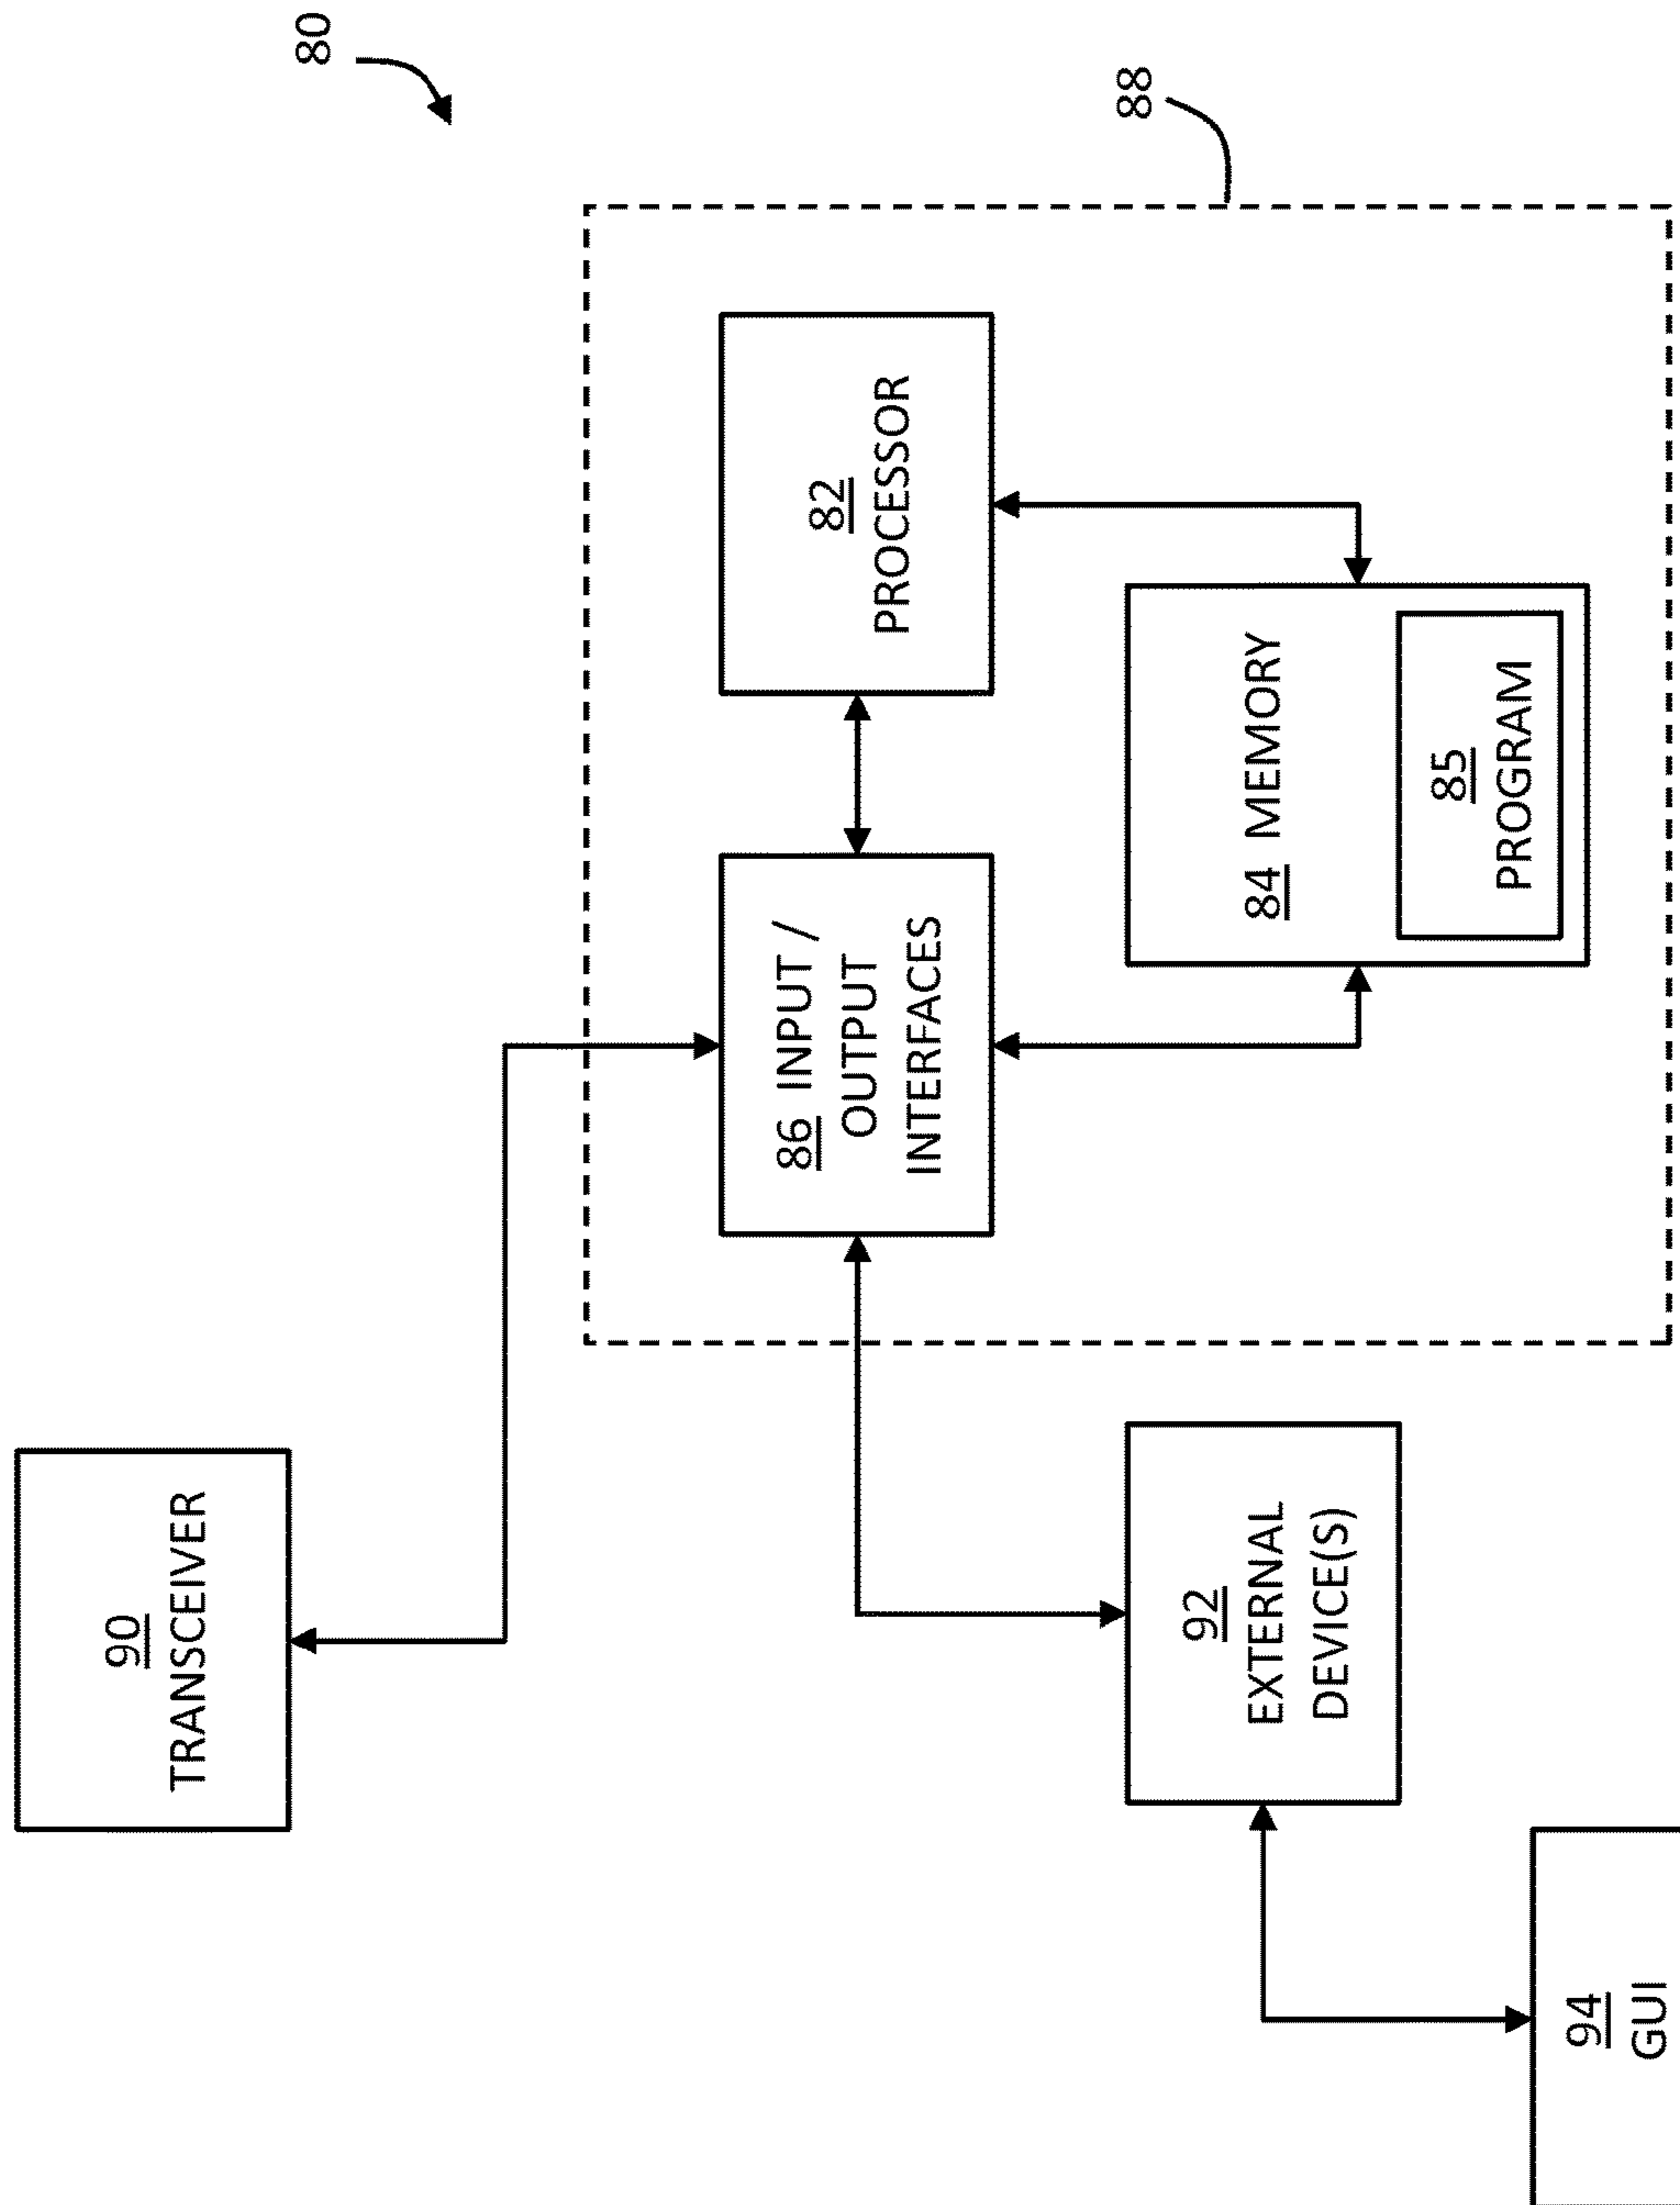 80
88
90
TRANSCEIVER
86 INPUT /
OUTPUT
INTERFACES
82
PROCESSOR
84 MEMORY
85
PROGRAM
92
EXTERNAL
DEVICE(S)
94
GUI